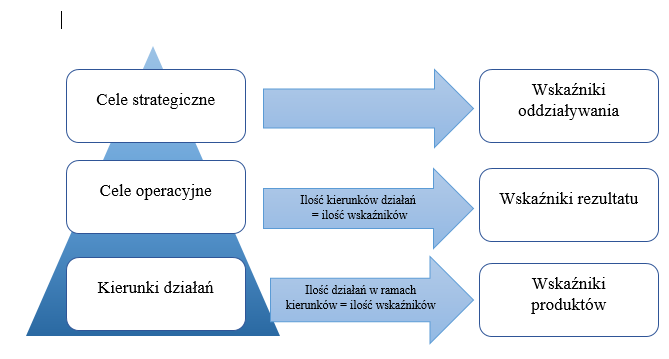 Cele strategiczne
Wskaźniki
oddziaływania
Cele operacyjne
Ilość kierunków działań
= ilość wskaźników
Wskaźniki rezultatu
Kierunki działań
Ilość działań w ramach
kierunków = ilość wskaźników
Wskaźniki
produktów